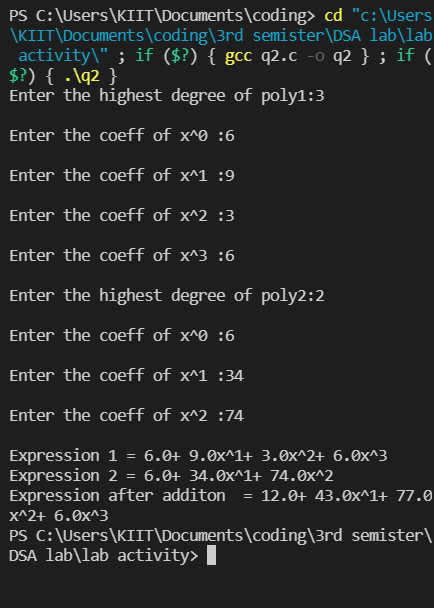 PS C:\Users\KIIT\Documents\coding> cd "c:\Users
\KIIT\Documents\coding\3rd semister\DSA lab\lab
 activity\" ; if ($?) { gcc q2.c -o q2 } ; if (
$?) { .\q2 }
Enter the highest degree of poly1:3
Enter the coeff of x^0 :6
Enter the coeff of x^1 :9
Enter the coeff of x^2 :3
Enter the coeff of x^3 :6
Enter the highest degree of poly2:2
Enter the coeff of x^0 :6
Enter the coeff of x^1 :34
Enter the coeff of x^2 :74
Expression 1 = 6.0+ 9.0x^1+ 3.0x^2+ 6.0x^3
Expression 2 = 6.0+ 34.0x^1+ 74.0x^2
Expression after additon  = 12.0+ 43.0x^1+ 77.0
x^2+ 6.0x^3
PS C:\Users\KIIT\Documents\coding\3rd semister\
DSA lab\lab activity>